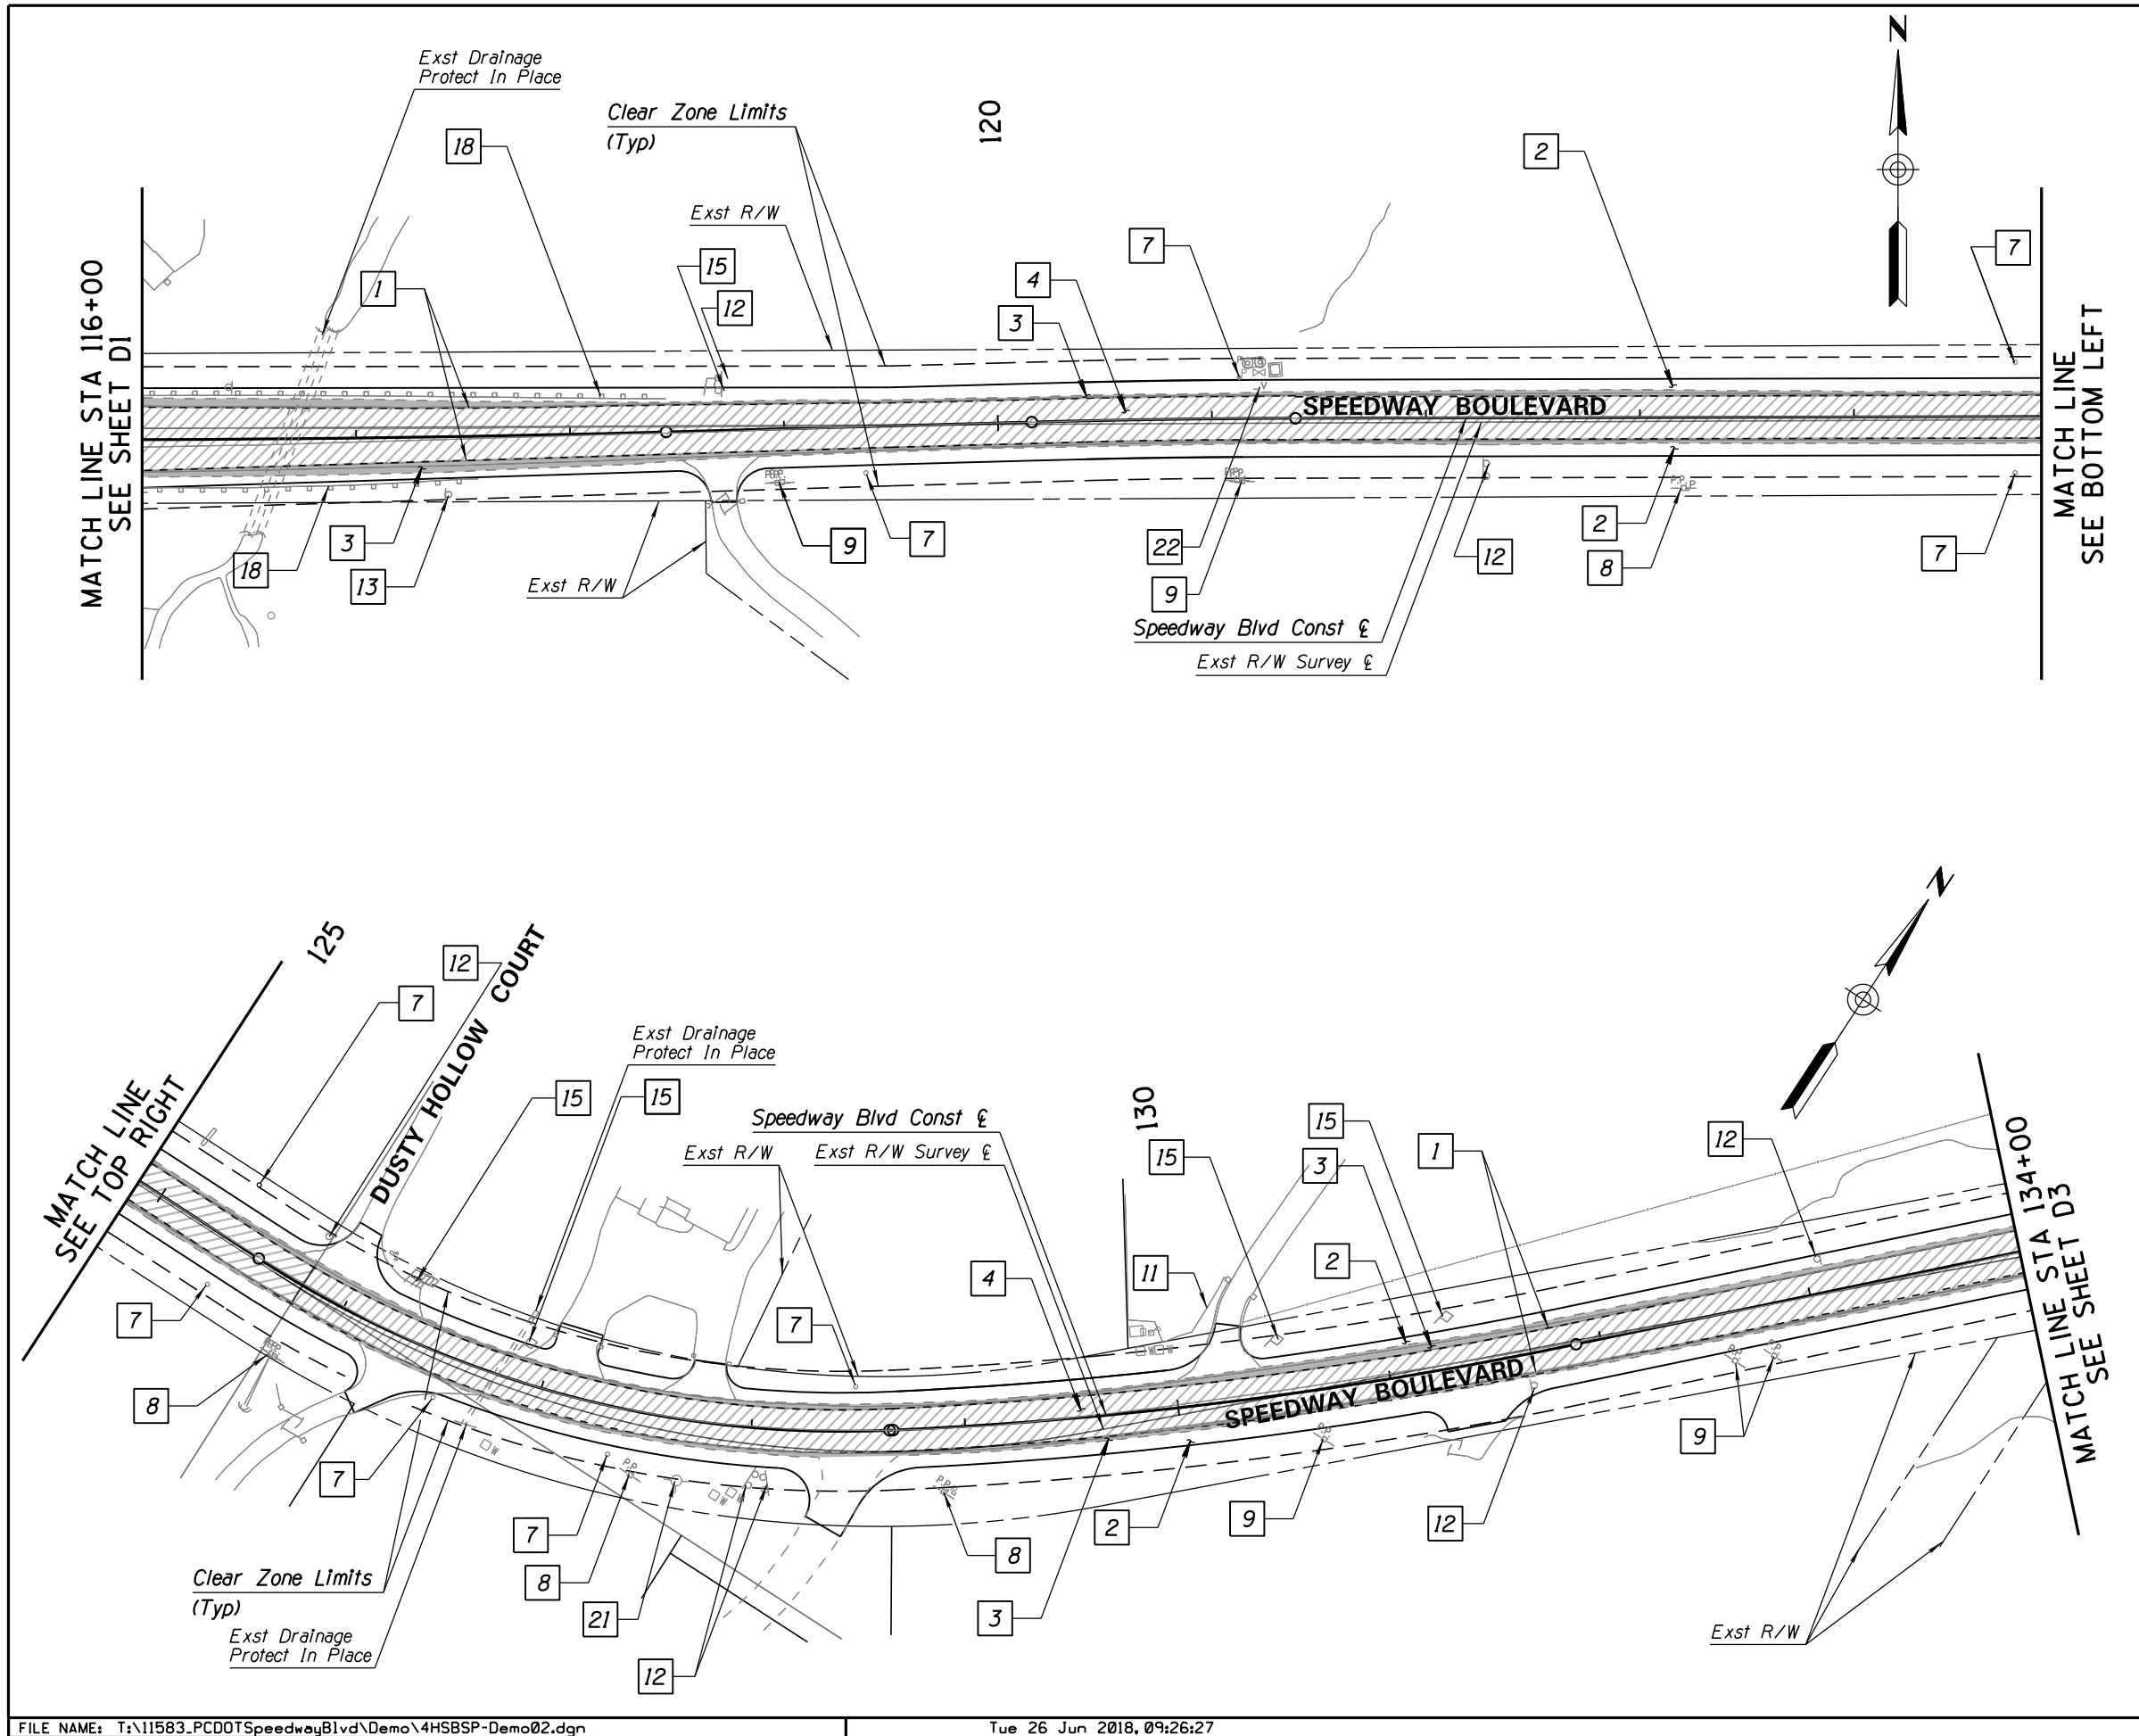 Exst Drainage
Protect In Place
Clear Zone Limits
(Typ)
120
N
18
2
Exst R/W
7
7
15
4
1
12
3
MATCH LINE STA 116+00
SEE SHEET D1
SPEEDWAY BOULEVARD
MATCH LINE
SEE BOTTOM LEFT
18
3
13
9
7
22
9
12
2
8
7
Exst R/W
Speedway Blvd Const ℄
Exst R/W Survey ℄
N
125
12
7
DUSTY HOLLOW COURT
Exst Drainage
Protect In Place
15
15
Speedway Blvd Const ℄
Exst R/W
Exst R/W Survey ℄
130
15
15
3
1
12
MATCH LINE
SEE TOP RIGHT
MATCH LINE STA 134+00
SEE SHEET D3
4
11
2
7
7
8
SPEEDWAY BOULEVARD
7
7
8
21
12
8
2
3
9
12
9
Clear Zone Limits
(Typ)
Exst Drainage
Protect In Place
Exst R/W
FILE NAME: T:\11583_PCDOTSpeedwayBlvd\Demo\4HSBSP-Demo02.dgn
Tue 26 Jun 2018, 09:26:27